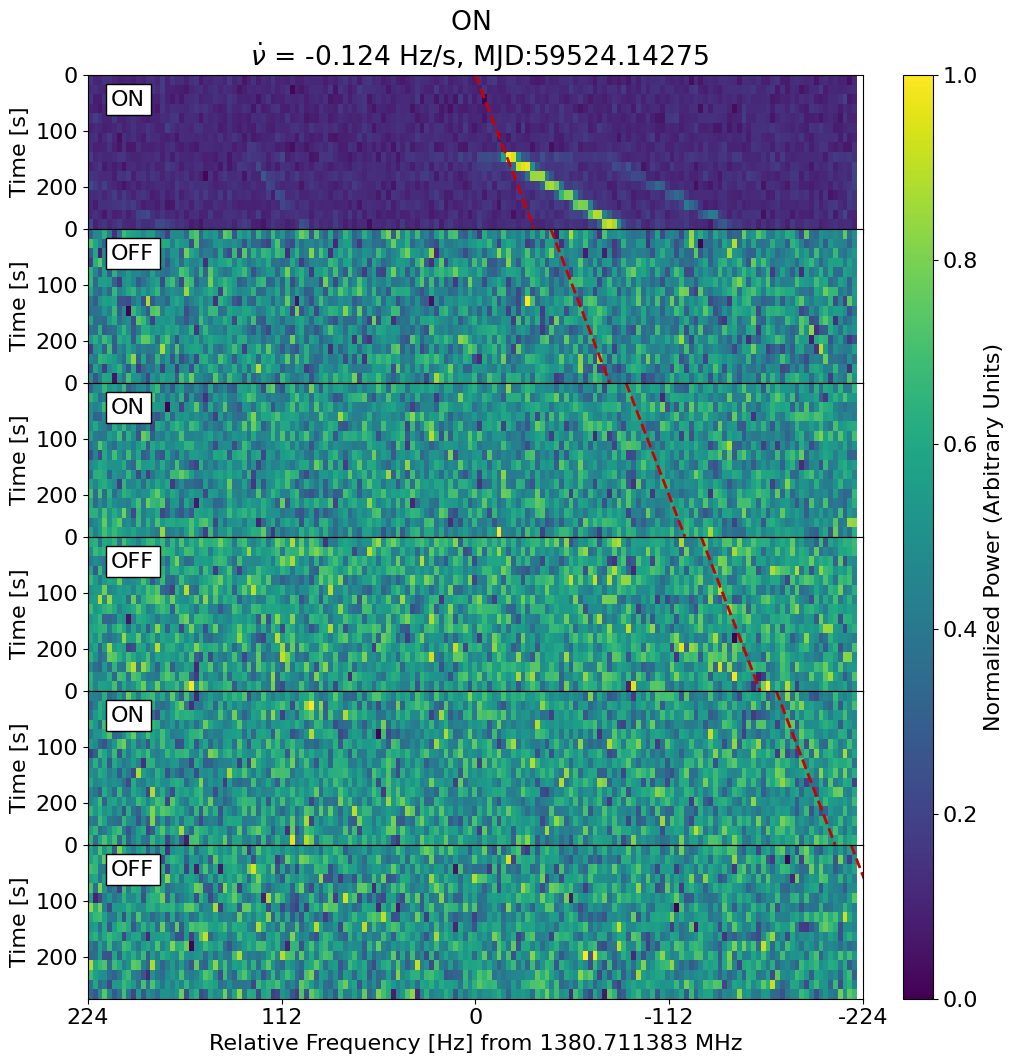 ON
ν̇ = -0.124 Hz/s, MJD:59524.14275
0
100
200
Time [s]
ON
0
100
200
Time [s]
OFF
0
100
200
Time [s]
ON
0
100
200
Time [s]
OFF
0
100
200
Time [s]
ON
0
100
200
Time [s]
OFF
224
112
0
-112
-224
Relative Frequency [Hz] from 1380.711383 MHz
1.0
0.8
0.6
0.4
0.2
0.0
Normalized Power (Arbitrary Units)